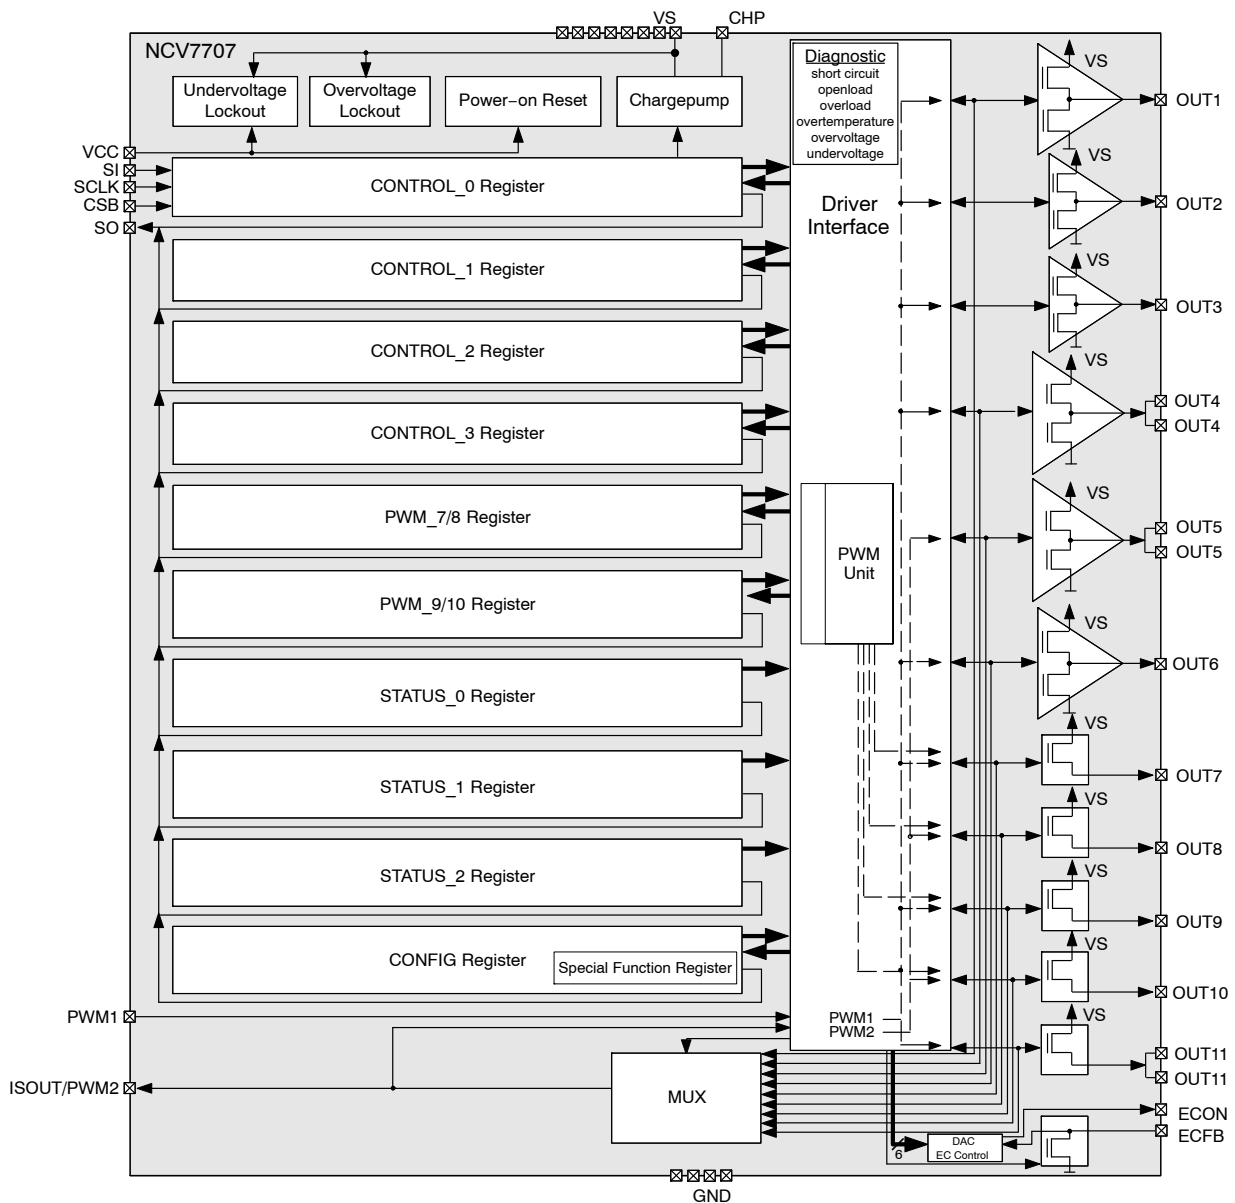 VS
CHP
NCV7707
Undervoltage
Lockout
Overvoltage
Lockout
Power−on Reset
Chargepump
Diagnostic
short circuit
openload
overload
overtemperature
overvoltage
undervoltage
VS
OUT1
VCC
SI
SCLK
CSB
SO
CONTROL_0 Register
Driver
Interface
VS
OUT2
CONTROL_1 Register
VS
OUT3
CONTROL_2 Register
VS
OUT4
OUT4
CONTROL_3 Register
VS
OUT5
OUT5
PWM_7/8 Register
PWM
Unit
PWM_9/10 Register
VS
OUT6
STATUS_0 Register
VS
OUT7
STATUS_1 Register
VS
OUT8
STATUS_2 Register
VS
OUT9
CONFIG Register
Special Function Register
VS
OUT10
PWM1
PWM1
PWM2
VS
OUT11
OUT11
ISOUT/PWM2
MUX
6
DAC
EC Control
ECON
ECFB
GND